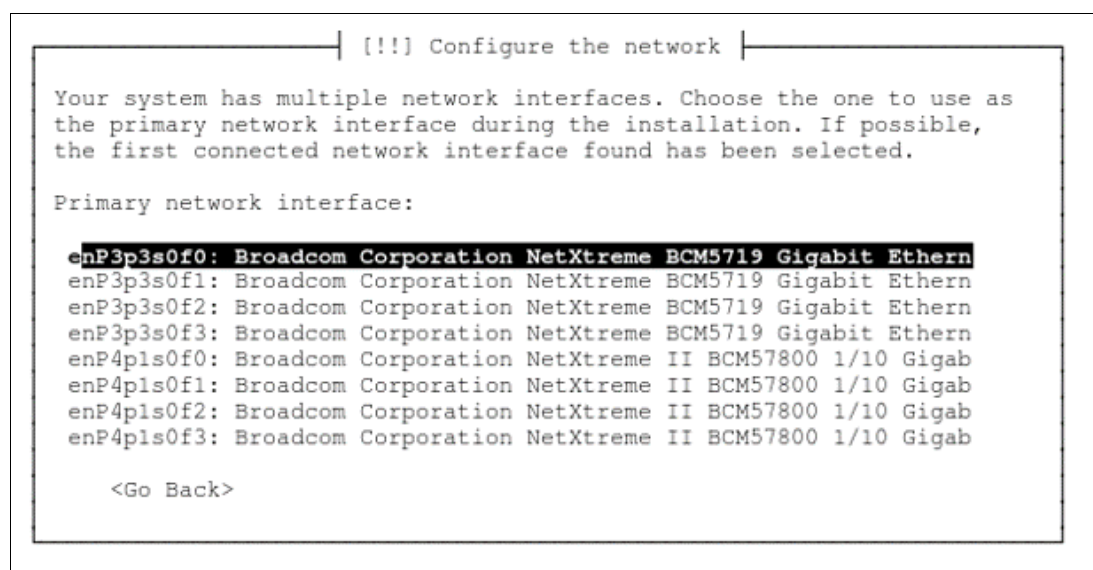 [!!] Configure the network
Your system has multiple network interfaces. Choose the one to use as
the primary network interface during the installation. If possible,
the first connected network interface found has been selected.
Primary network interface:
enP3p3s0f0: Broadcom Corporation NetXtreme BCM5719 Gigabit Ethern
enP3p3s0f1: Broadcom Corporation NetXtreme BCM5719 Gigabit Ethern
enP3p3s0f2: Broadcom Corporation NetXtreme BCM5719 Gigabit Ethern
enP3p3s0f3: Broadcom Corporation NetXtreme BCM5719 Gigabit Ethern
enP4p1s0f0: Broadcom Corporation NetXtreme II BCM57800 1/10 Gigab
enP4p1s0f1: Broadcom Corporation NetXtreme II BCM57800 1/10 Gigab
enP4p1s0f2: Broadcom Corporation NetXtreme II BCM57800 1/10 Gigab
enP4p1s0f3: Broadcom Corporation NetXtreme II BCM57800 1/10 Gigab
<Go Back>